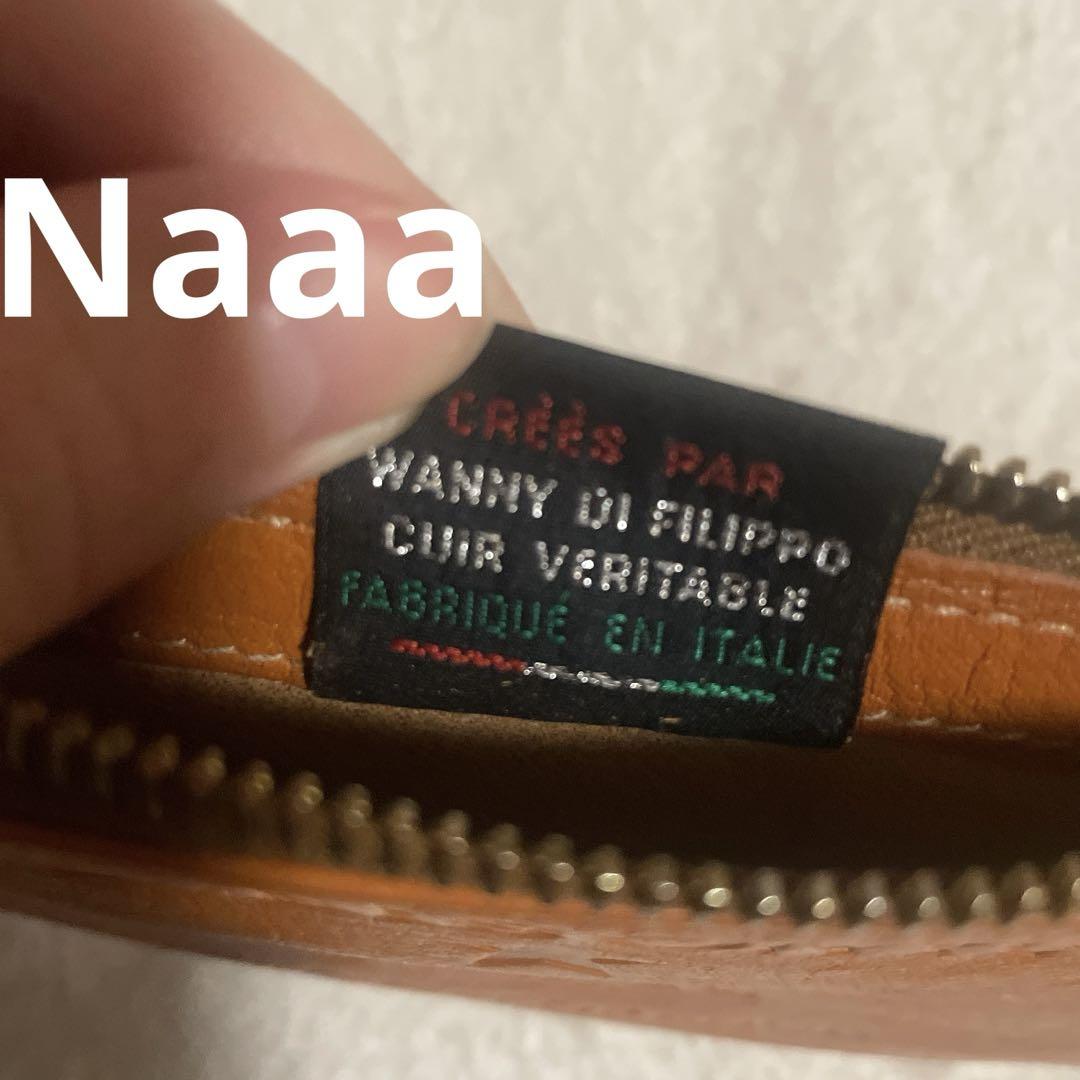 Naaa
CRÉÉS PAR
WANNY DI FILIPPO
CUIR VERITABLE
FABRIQUÉ EN ITALIE